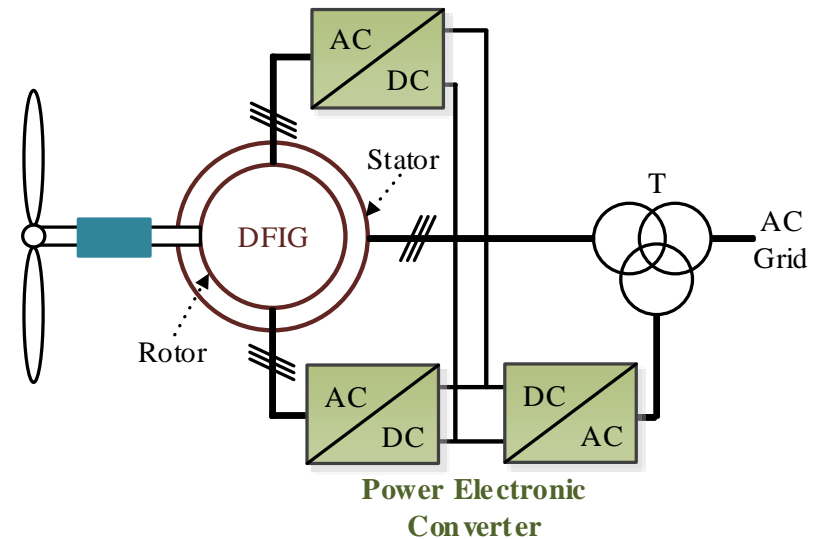 AC
DC
Stator
T
DFIG
AC
Grid
Rotor
AC
DC
DC
AC
Power Electronic
Converter